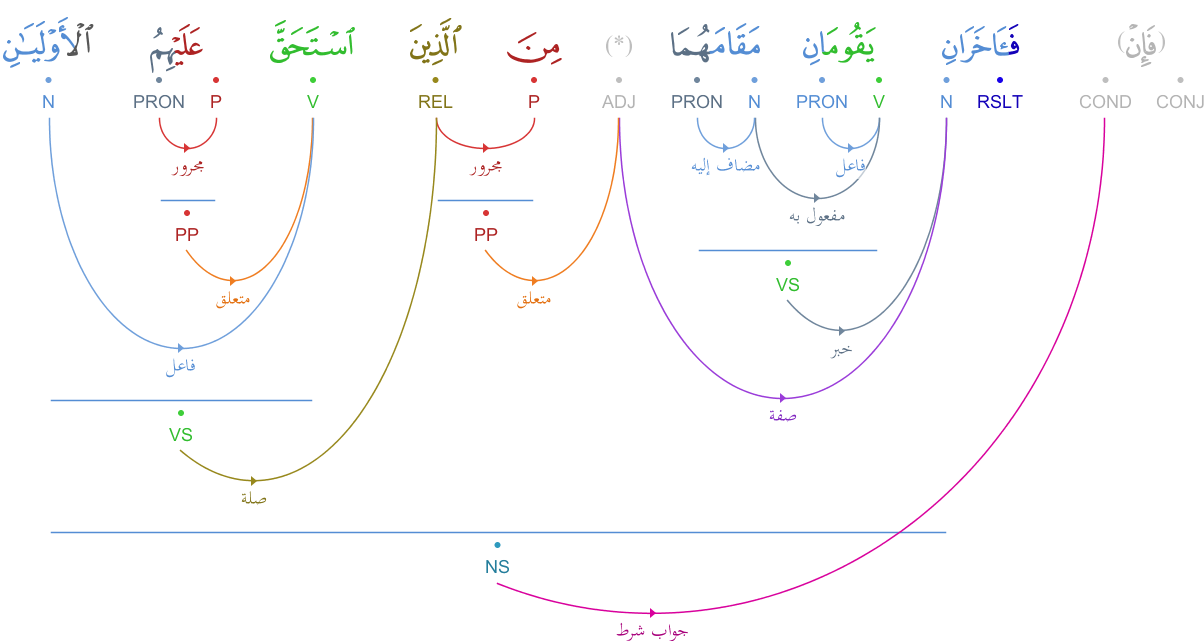 (فَإِنْ) فَـَٔاخَرَانِ يَقُومَانِ مَقَامَهُمَا (*) مِنَ ٱلَّذِينَ ٱسْتَحَقَّ عَلَيْهِمُ ٱلْأَوْلَيَـٰنِ
CONJ COND RSLT N V PRON N PRON ADJ P REL V P PRON N
فاعل مضاف إليه مجرور مجرور
مفعول به
PP PP
VS
متعلق متعلق
خبر
فاعل
صفة
VS
صلة
NS
جواب شرط